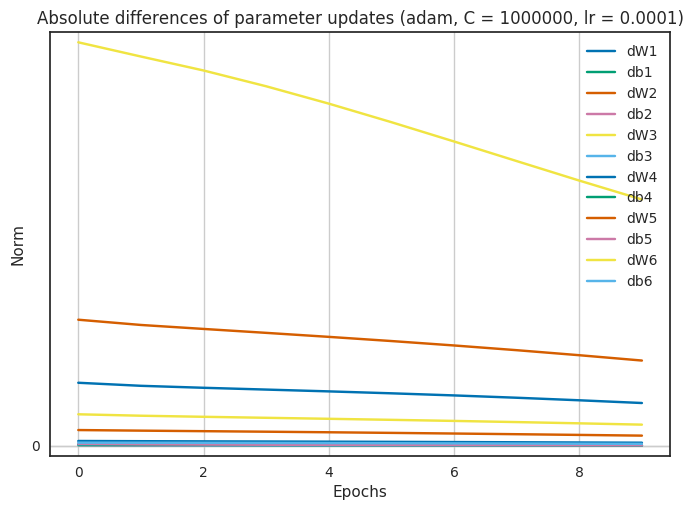 Absolute differences of parameter updates (adam, C = 1000000, lr = 0.0001)
Norm
0
dW1
db1
dW2
db2
dW3
db3
dW4
db4
dW5
db5
dW6
db6
0 2 4 6 8
Epochs